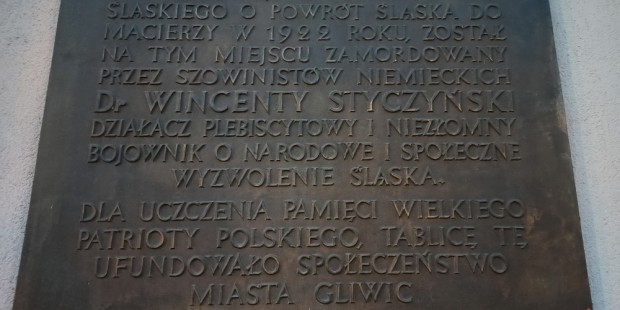 ŚLĄSKIEGO O POWRÓT ŚLĄSKA DO
MACIERZY W 1922 ROKU, ZOSTAŁ
NA TYM MIEJSCU ZAMORDOWANY
PRZEZ SZOWINISTÓW NIEMIECKICH
Dr WINCENTY STYCZYŃSKI
DZIAŁACZ PLEBISCYTOWY I NIEZŁOMNY
BOJOWNIK O NARODOWE I SPOŁECZNE
WYZWOLENIE ŚLĄSKA.
DLA UCZCZENIA PAMIĘCI WIELKIEGO
PATRIOTY POLSKIEGO, TABLICĘ TĘ
UFUNDOWAŁO SPOŁECZEŃSTWO
MIASTA GLIWIC